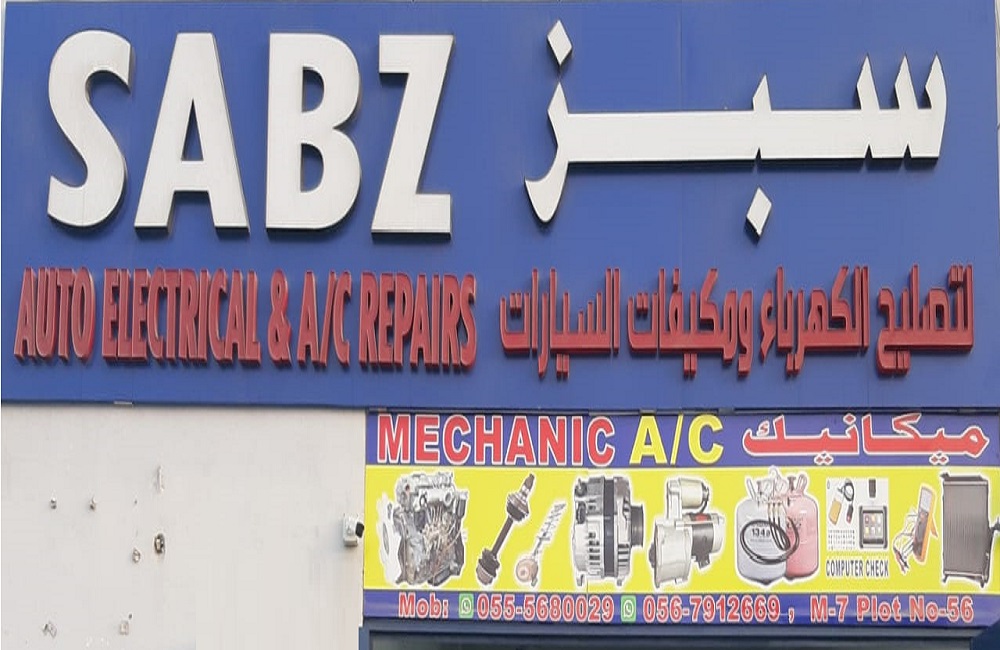 SABZ سبز
AUTO ELECTRICAL & A/C REPAIRS لتصليح الكهرباء ومكيفات السيارات
MECHANIC A/C ميكانيك
134a
COMPUTER CHECK
Mob: 055-5680029 056-7912669 , M-7 Plot No-56